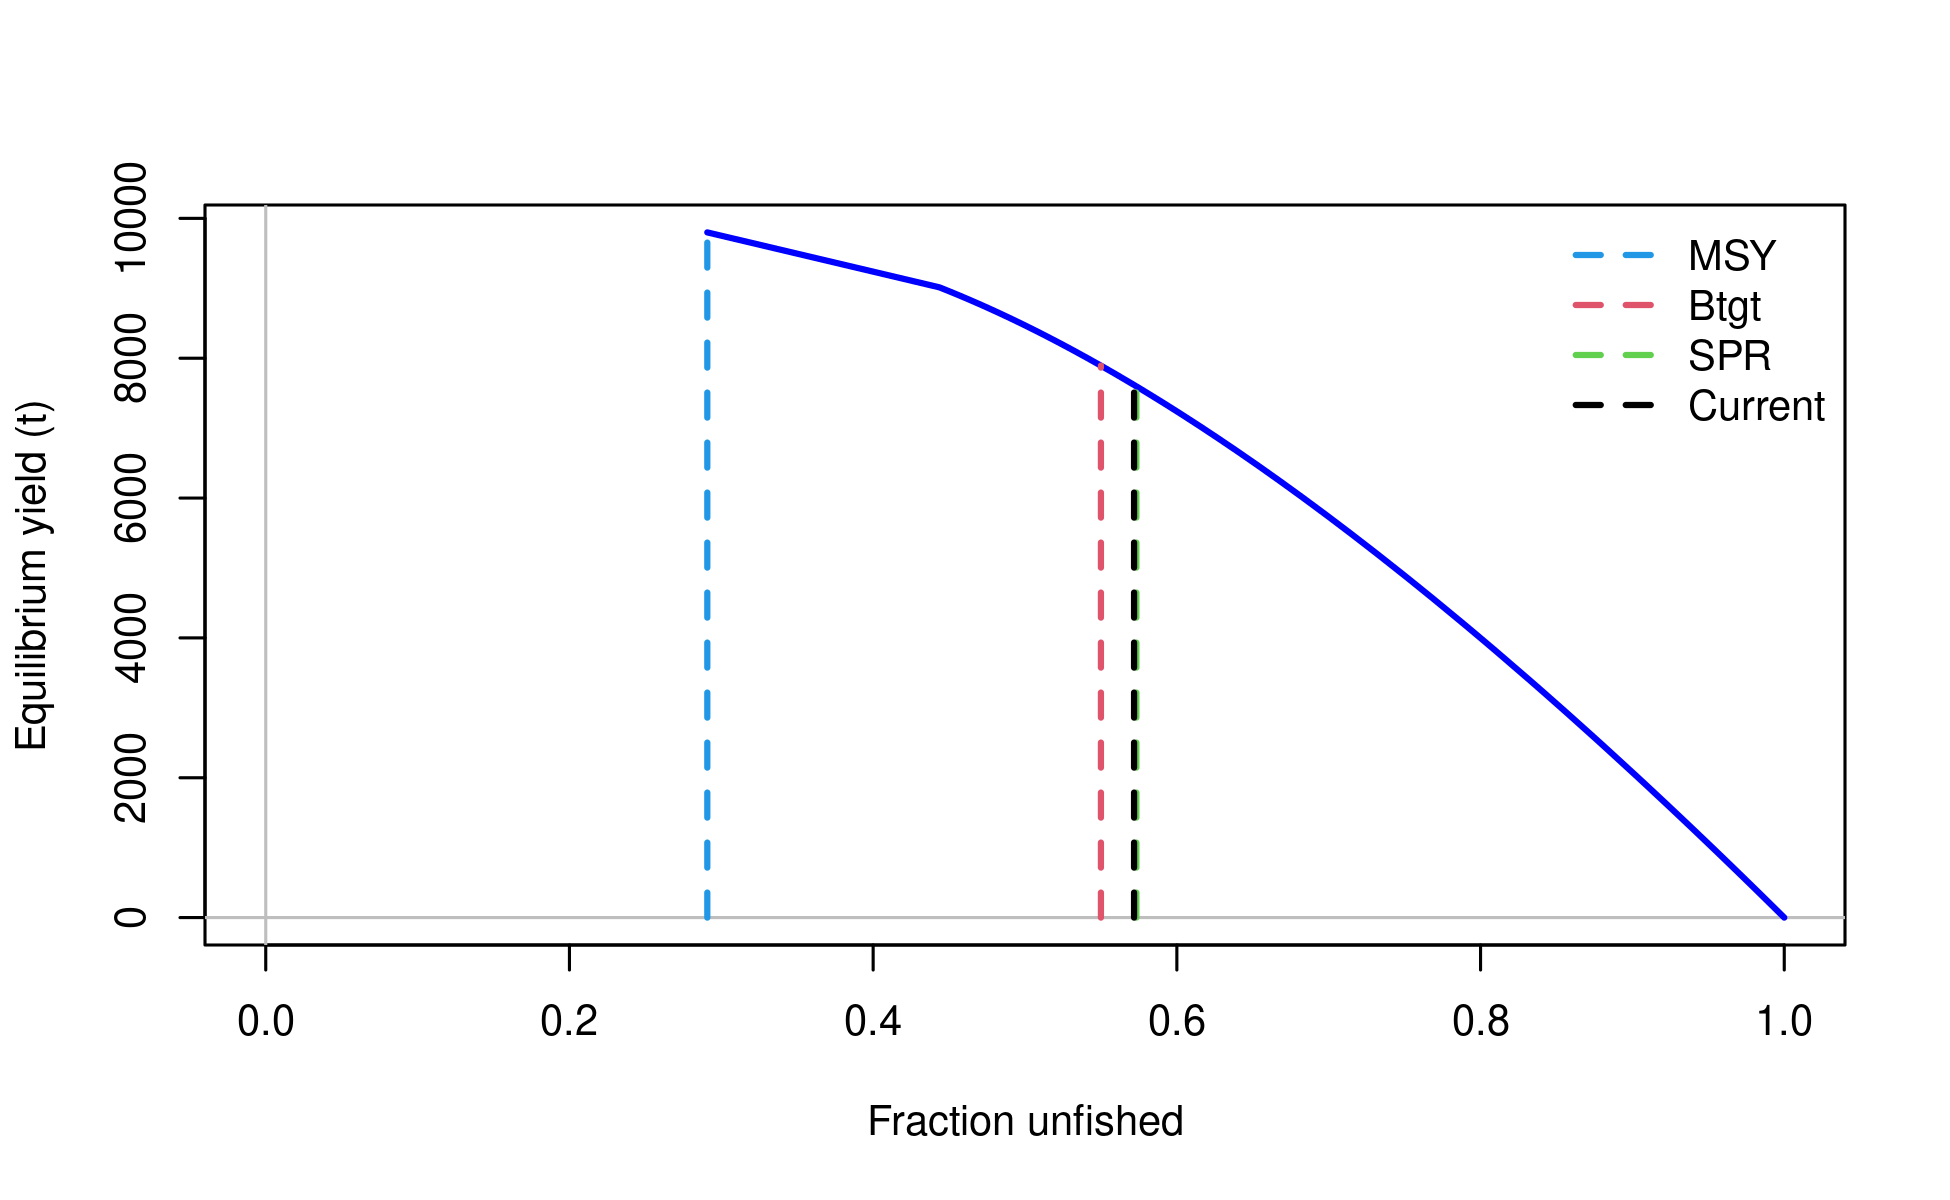 Equilibrium yield (t)
10000
8000
6000
4000
2000
0
MSY
Btgt
SPR
Current
0.0 0.2 0.4 0.6 0.8 1.0
Fraction unfished